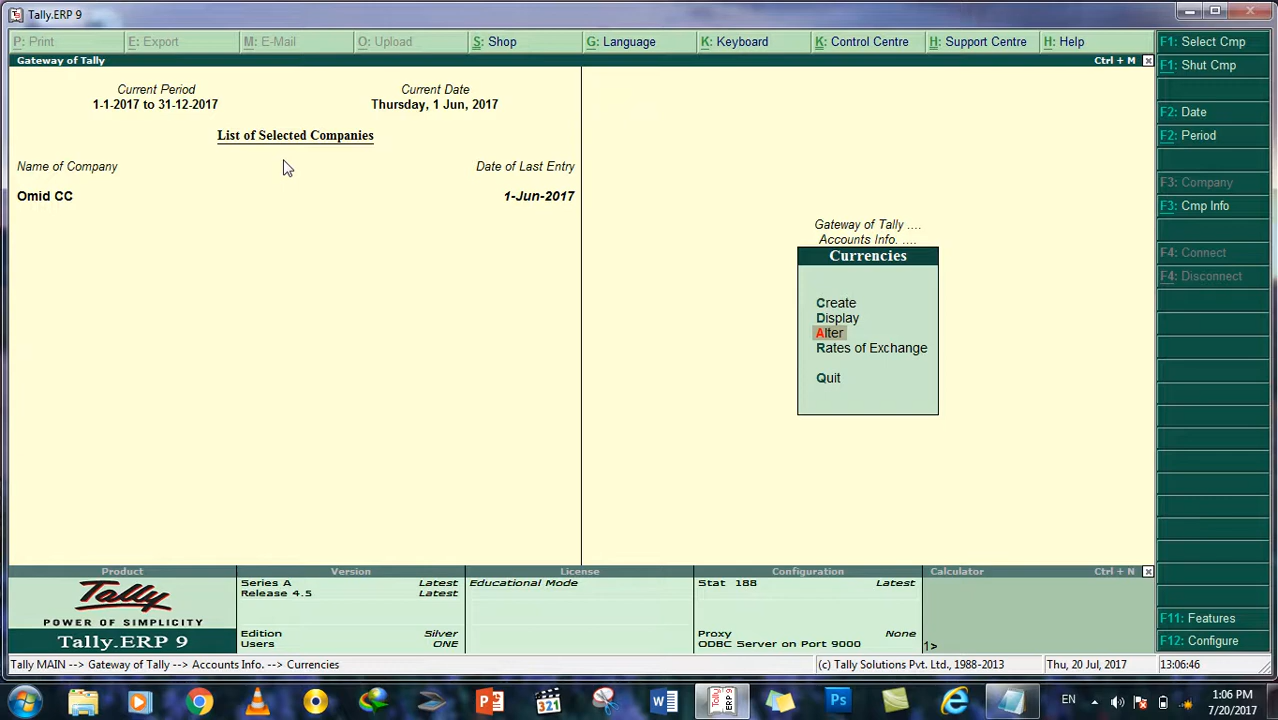 Tally.ERP 9
P: Print
E: Export
M: E-Mail
O: Upload
S: Shop
G: Language
K: Keyboard
K: Control Centre
H: Support Centre
H: Help
F1: Select Cmp
Gateway of Tally
Ctrl + M
F1: Shut Cmp
Current Period
Current Date
1-1-2017 to 31-12-2017
Thursday, 1 Jun, 2017
F2: Date
List of Selected Companies
F2: Period
Name of Company
Date of Last Entry
F3: Company
Omid CC
1-Jun-2017
F3: Cmp Info
Gateway of Tally ....
Accounts Info. ....
Currencies
F4: Connect
F4: Disconnect
Create
Display
Alter
Rates of Exchange
Quit
Product
Version
License
Configuration
Calculator
Ctrl + N
Tally
POWER OF SIMPLICITY
Tally.ERP 9
Series A
Latest
Release 4.5
Latest
Edition
Silver
Users
ONE
Educational Mode
Stat 188
Latest
Proxy
None
ODBC Server on Port 9000
1>
F11: Features
F12: Configure
Tally MAIN --> Gateway of Tally --> Accounts Info. --> Currencies
(c) Tally Solutions Pvt. Ltd., 1988-2013
Thu, 20 Jul, 2017
13:06:46
321
Tally ERP 9
Ps
EN
1:06 PM
7/20/2017